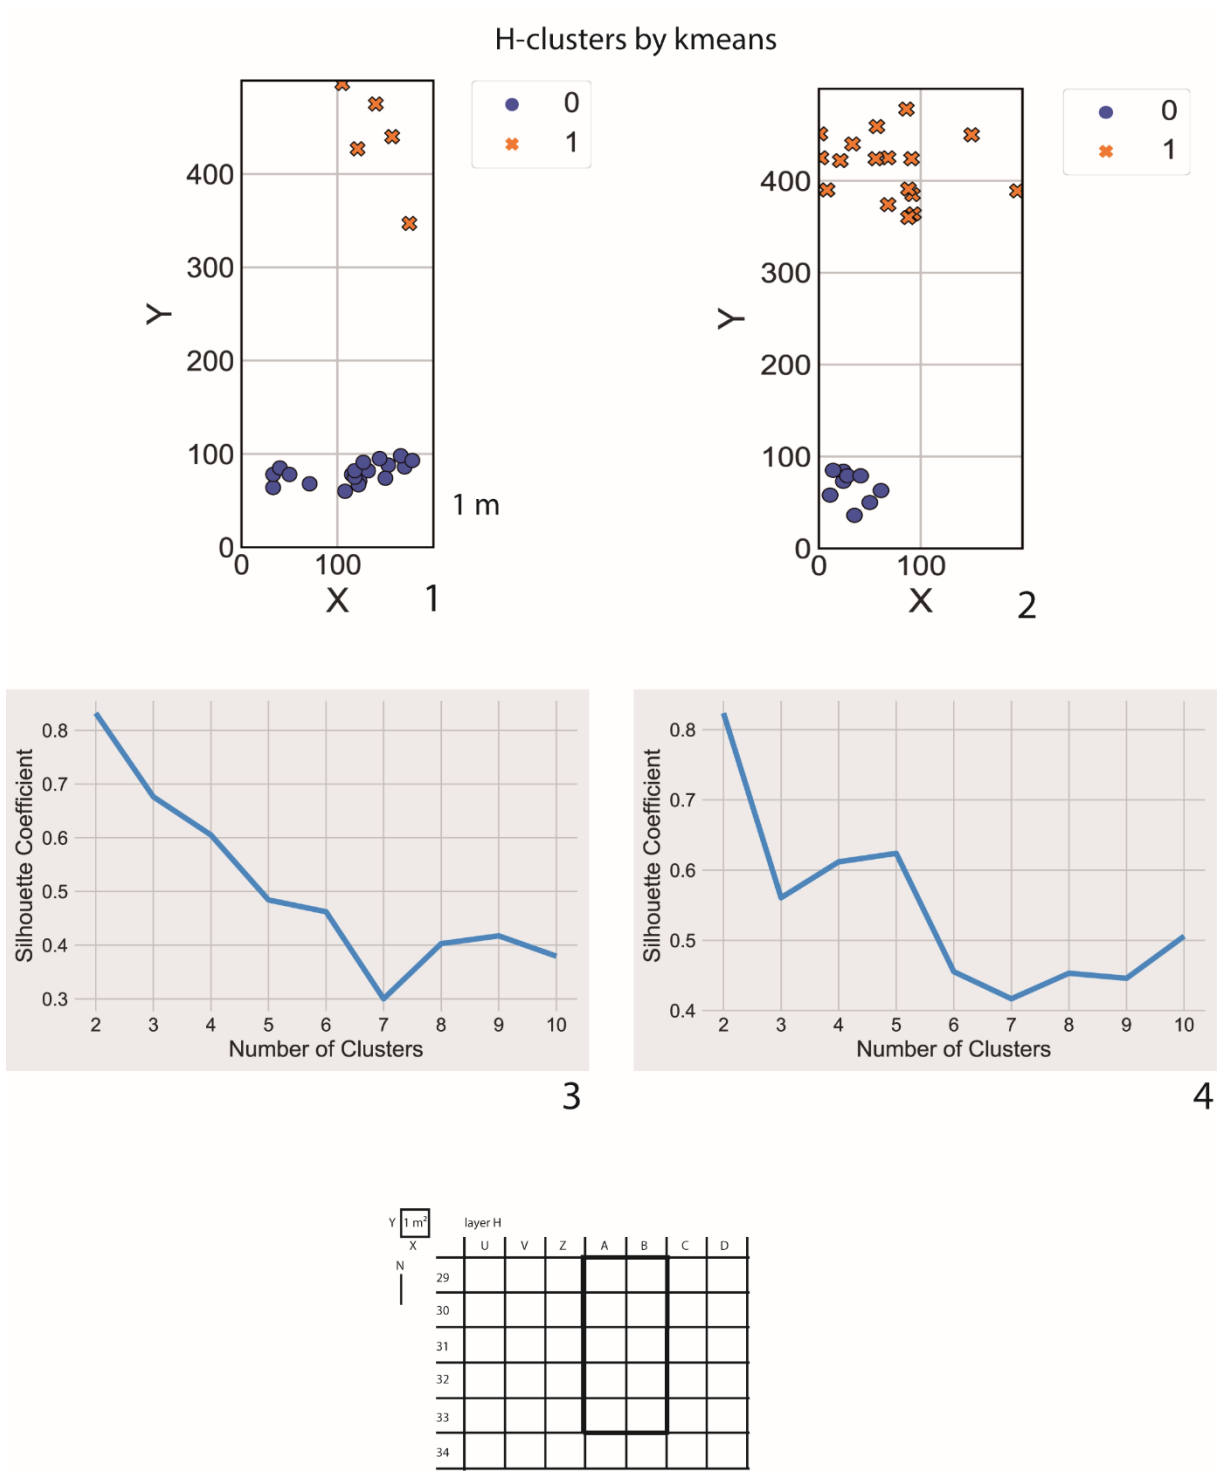 H-clusters by kmeans
0
1
400
300
200
100
0
Y
0 100
X
1
1 m
0
1
400
300
200
100
0
Y
0 100
X
2
0.8
0.7
0.6
0.5
0.4
0.3
Silhouette Coefficient
2 3 4 5 6 7 8 9 10
Number of Clusters
3
0.8
0.7
0.6
0.5
0.4
Silhouette Coefficient
2 3 4 5 6 7 8 9 10
Number of Clusters
4
Y 1 m² layer H
X U V Z A B C D
N
29
30
31
32
33
34